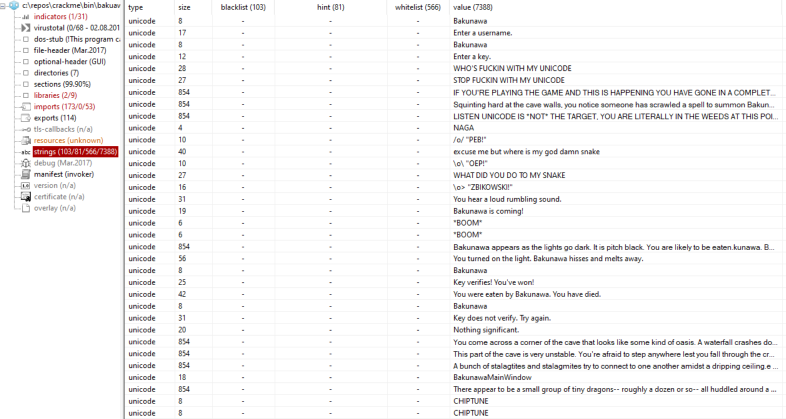 c:\repos\crackme\bin\bakuav
indicators (1/31)
virustotal (0/68 - 02.08.201
dos-stub (!This program c
file-header (Mar.2017)
optional-header (GUI)
directories (7)
sections (99.90%)
libraries (2/9)
imports (173/0/53)
exports (114)
tls-callbacks (n/a)
resources (unknown)
abc strings (103/81/566/7388)
debug (Mar.2017)
manifest (invoker)
1.0 version (n/a)
certificate (n/a)
overlay (n/a)
type size blacklist (103) hint (81) whitelist (566) value (7388)
unicode 8 - - - Bakunawa
unicode 17 - - - Enter a username.
unicode 8 - - - Bakunawa
unicode 12 - - - Enter a key.
unicode 28 - - - WHO'S FUCKIN WITH MY UNICODE
unicode 27 - - - STOP FUCKIN WITH MY UNICODE
unicode 854 - - - IF YOU'RE PLAYING THE GAME AND THIS IS HAPPENING YOU HAVE GONE IN A COMPLET...
unicode 854 - - - Squinting hard at the cave walls, you notice someone has scrawled a spell to summon Bakun...
unicode 854 - - - LISTEN UNICODE IS *NOT* THE TARGET, YOU ARE LITERALLY IN THE WEEDS AT THIS POI...
unicode 4 - - - NAGA
unicode 10 - - - /o/ "PEB!"
unicode 40 - - - excuse me but where is my god damn snake
unicode 10 - - - \o\ "OEP!"
unicode 27 - - - WHAT DID YOU DO TO MY SNAKE
unicode 16 - - - \o> "ZBIKOWSKI!"
unicode 31 - - - You hear a loud rumbling sound.
unicode 19 - - - Bakunawa is coming!
unicode 6 - - - *BOOM*
unicode 6 - - - *BOOM*
unicode 854 - - - Bakunawa appears as the lights go dark. It is pitch black. You are likely to be eaten.kunawa. B...
unicode 56 - - - You turned on the light. Bakunawa hisses and melts away.
unicode 8 - - - Bakunawa
unicode 25 - - - Key verifies! You've won!
unicode 42 - - - You were eaten by Bakunawa. You have died.
unicode 8 - - - Bakunawa
unicode 31 - - - Key does not verify. Try again.
unicode 20 - - - Nothing significant.
unicode 854 - - - You come across a corner of the cave that looks like some kind of oasis. A waterfall crashes do...
unicode 854 - - - This part of the cave is very unstable. You're afraid to step anywhere lest you fall through the cr...
unicode 854 - - - A bunch of stalagtites and stalagmites try to connect to one another amidst a dripping ceiling.e ...
unicode 18 - - - BakunawaMainWindow
unicode 854 - - - There appear to be a small group of tiny dragons-- roughly a dozen or so-- all huddled around a ...
unicode 8 - - - CHIPTUNE
unicode 8 - - - CHIPTUNE